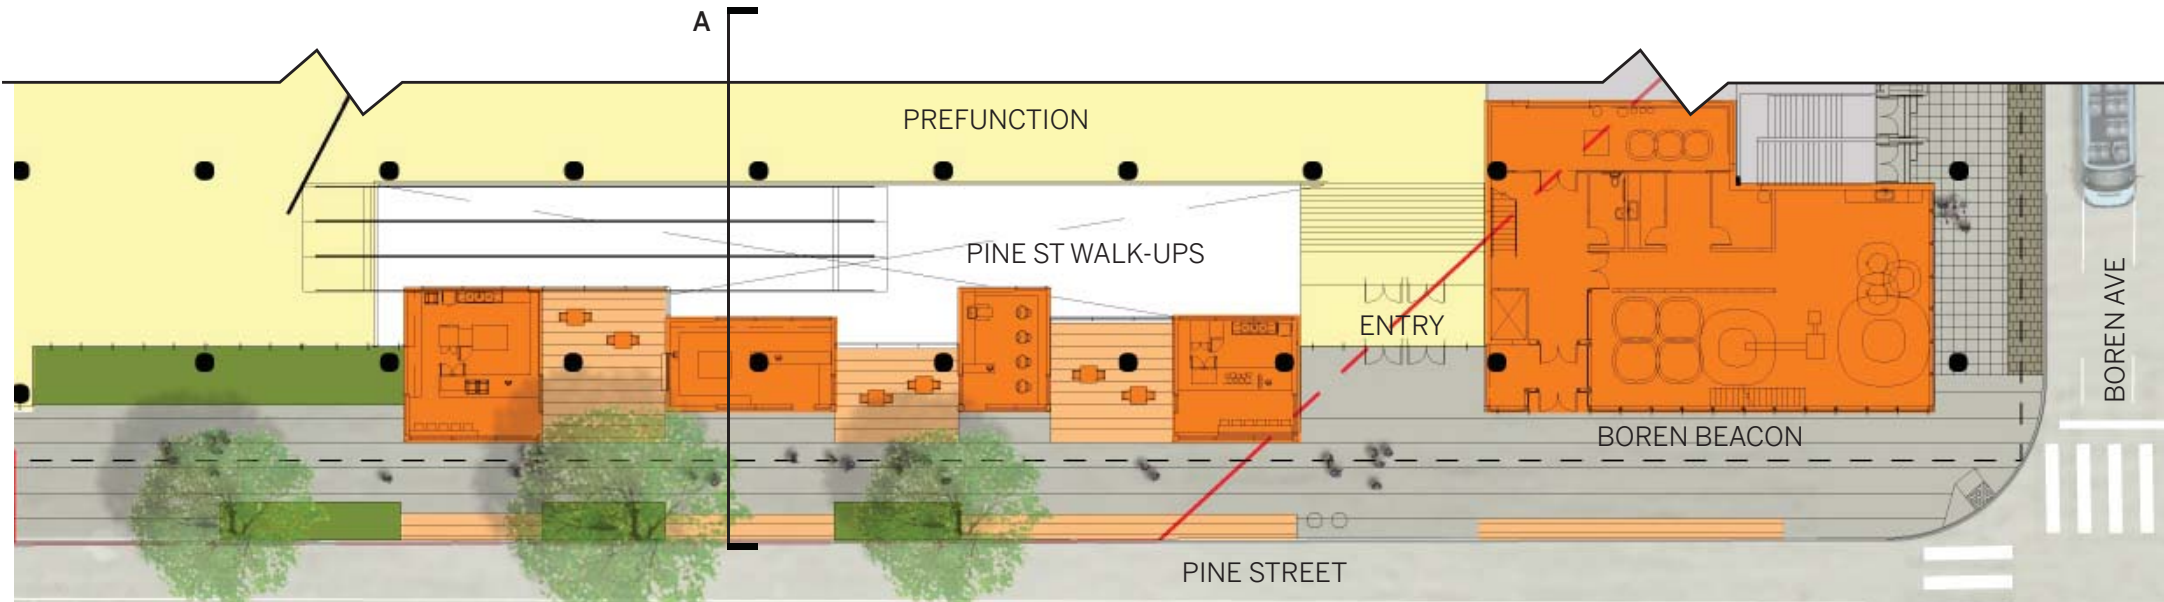 A
PREFUNCTION
PINE ST WALK-UPS
ENTRY
BOREN AVE
BOREN BEACON
PINE STREET